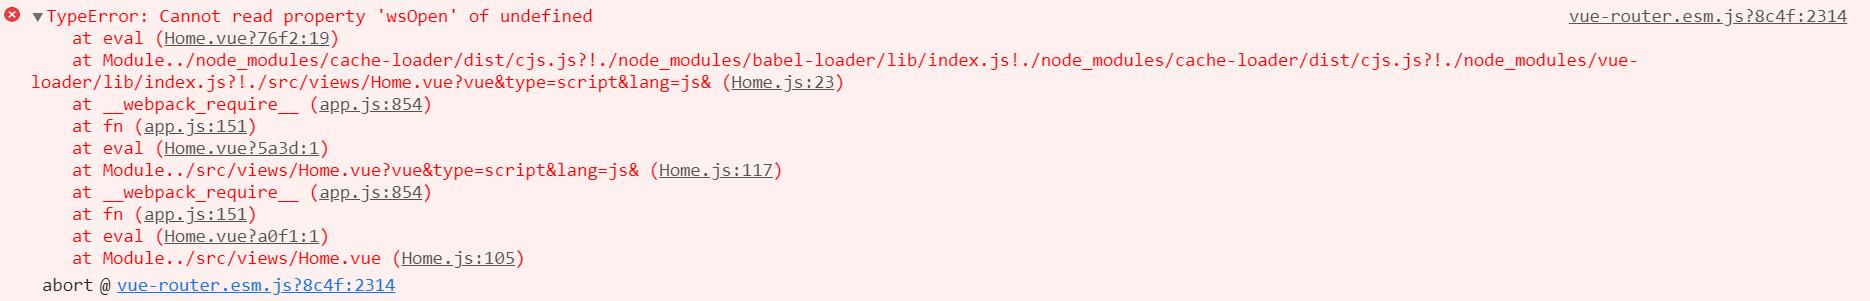 TypeError: Cannot read property 'wsOpen' of undefined vue-router.esm.js?8c4f:2314
at eval (Home.vue?76f2:19)
at Module../node_modules/cache-loader/dist/cjs.js?!./node_modules/babel-loader/lib/index.js!./node_modules/cache-loader/dist/cjs.js?!./node_modules/vue-
loader/lib/index.js?!./src/views/Home.vue?vue&type=script&lang=js& (Home.js:23)
at __webpack_require__ (app.js:854)
at fn (app.js:151)
at eval (Home.vue?5a3d:1)
at Module../src/views/Home.vue?vue&type=script&lang=js& (Home.js:117)
at __webpack_require__ (app.js:854)
at fn (app.js:151)
at eval (Home.vue?a0f1:1)
at Module../src/views/Home.vue (Home.js:105)
abort @ vue-router.esm.js?8c4f:2314